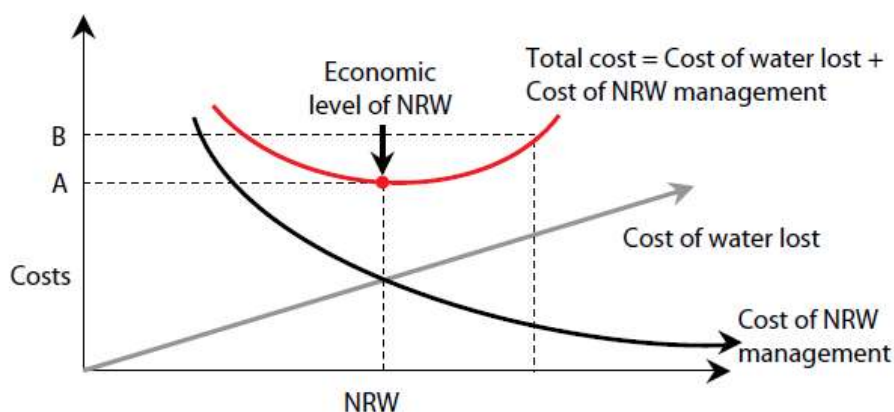 Economic
level of NRW
Total cost = Cost of water lost +
Cost of NRW management
B
A
Cost of water lost
Costs
Cost of NRW
management
NRW